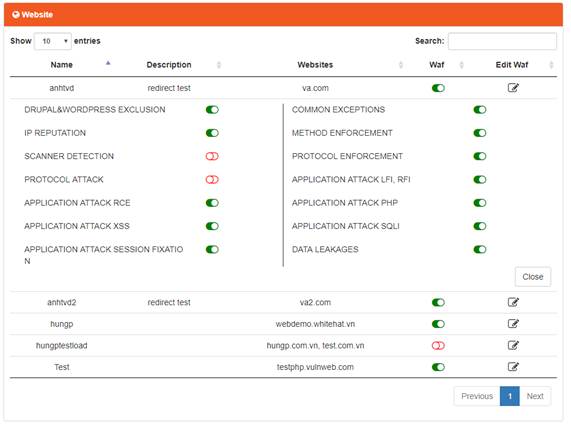 Website
Show 10 entries Search:
Name Description Websites Waf Edit Waf
anhtvd redirect test va.com
DRUPAL&WORDPRESS EXCLUSION COMMON EXCEPTIONS
IP REPUTATION METHOD ENFORCEMENT
SCANNER DETECTION PROTOCOL ENFORCEMENT
PROTOCOL ATTACK APPLICATION ATTACK LFI, RFI
APPLICATION ATTACK RCE APPLICATION ATTACK PHP
APPLICATION ATTACK XSS APPLICATION ATTACK SQLI
APPLICATION ATTACK SESSION FIXATIO DATA LEAKAGES
N
Close
anhtvd2 redirect test va2.com
hungp webdemo.whitehat.vn
hungptestload hungp.com.vn, test.com.vn
Test testphp.vulnweb.com
Previous 1 Next